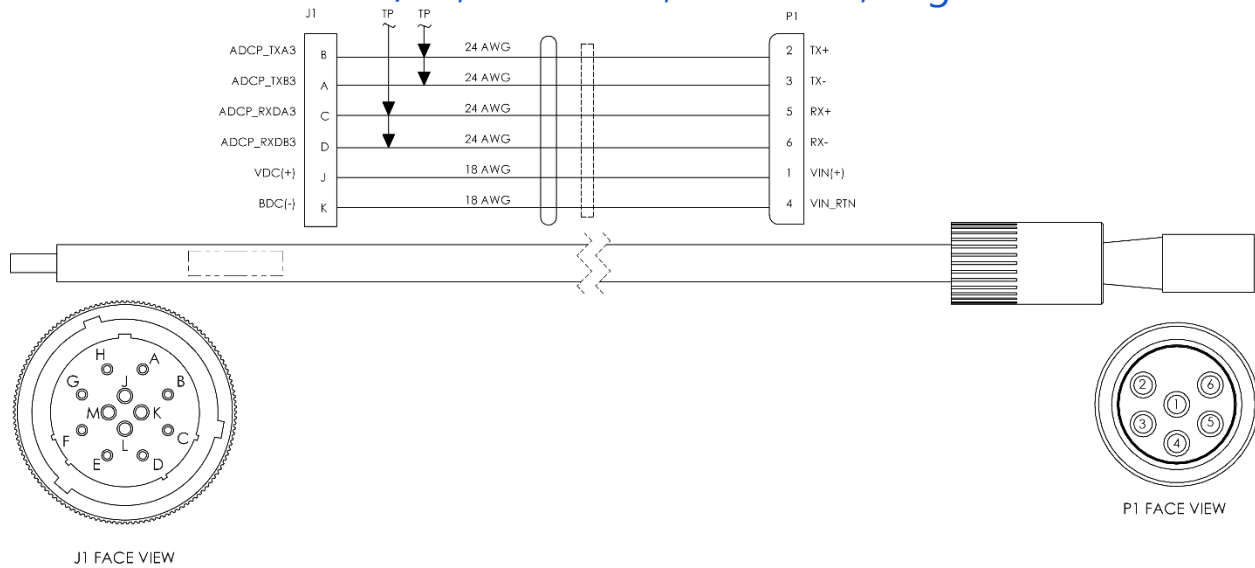 J1 TP TP P1
ADCP_TXA3 B 24 AWG 2 TX+
ADCP_TXB3 A 24 AWG 3 TX-
ADCP_RXDA3 C 24 AWG 5 RX+
ADCP_RXDB3 D 24 AWG 6 RX-
VDC(+) J 18 AWG 1 VIN(+)
BDC(-) K 18 AWG 4 VIN_RTN
H A
G J B
M K
F L C
E D
2 6
1
3 5
4
P1 FACE VIEW
J1 FACE VIEW